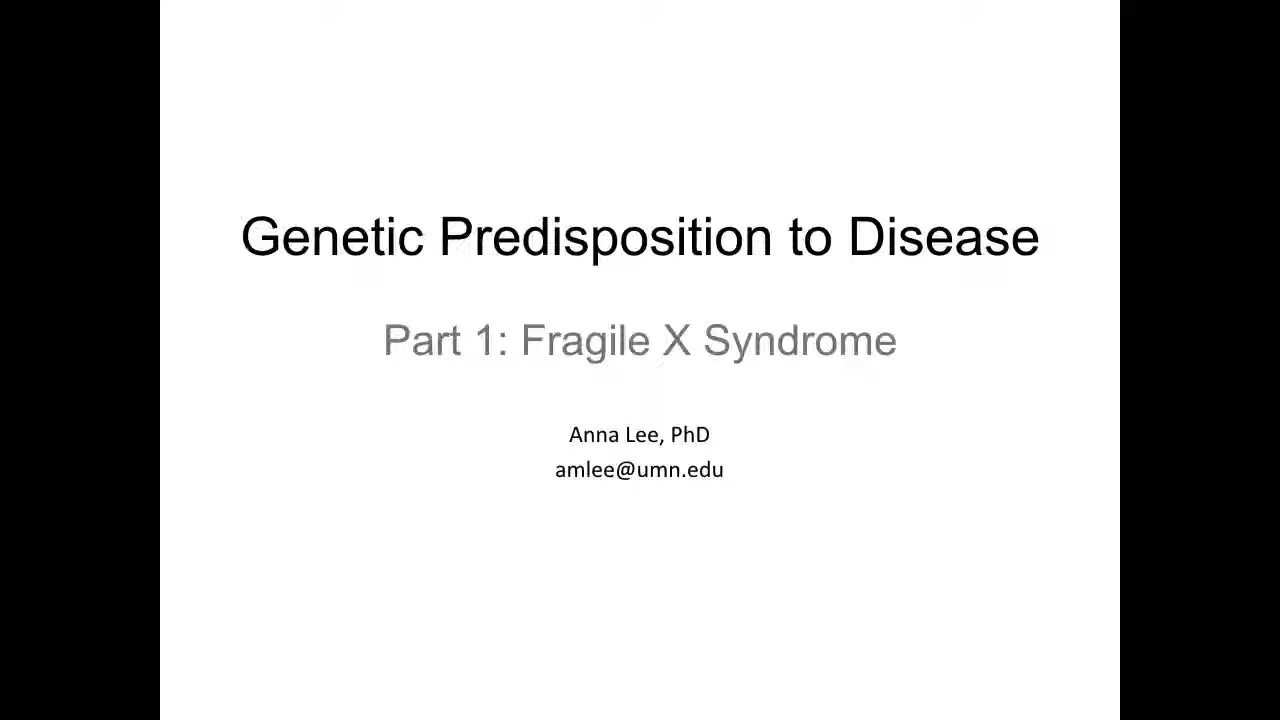 Genetic Predisposition to Disease
Part 1: Fragile X Syndrome
Anna Lee, PhD
amlee@umn.edu